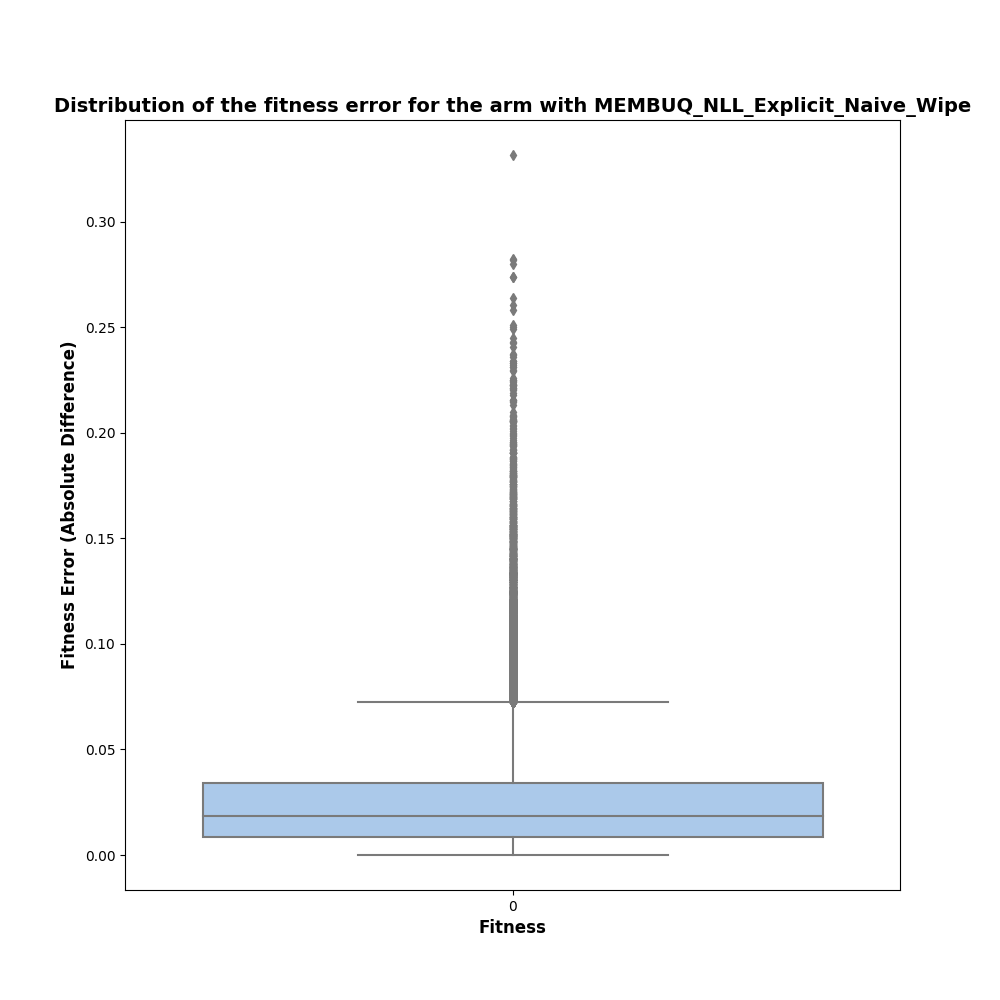 Distribution of the fitness error for the arm with MEMBUQ_NLL_Explicit_Naive_Wipe
0.30
0.25
0.20
0.15
0.10
0.05
0.00
Fitness Error (Absolute Difference)
0
Fitness